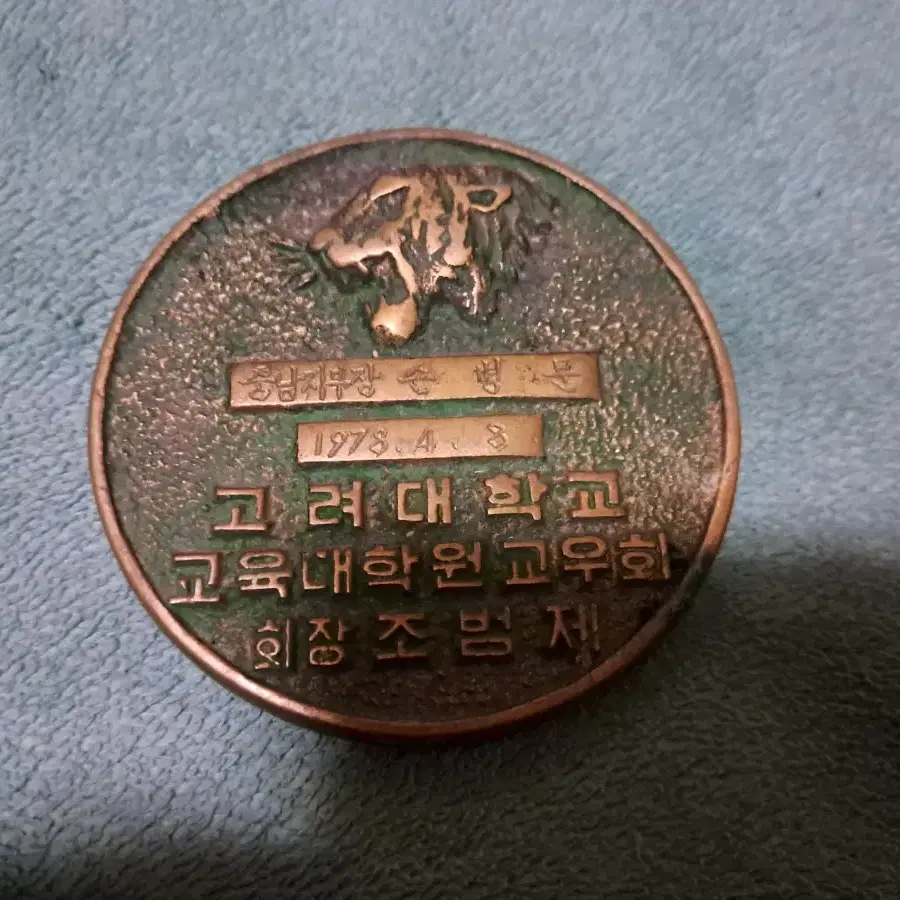 충남지부장 손병문
1978.4.8
고려대학교
교육대학원교우회
회장조범제